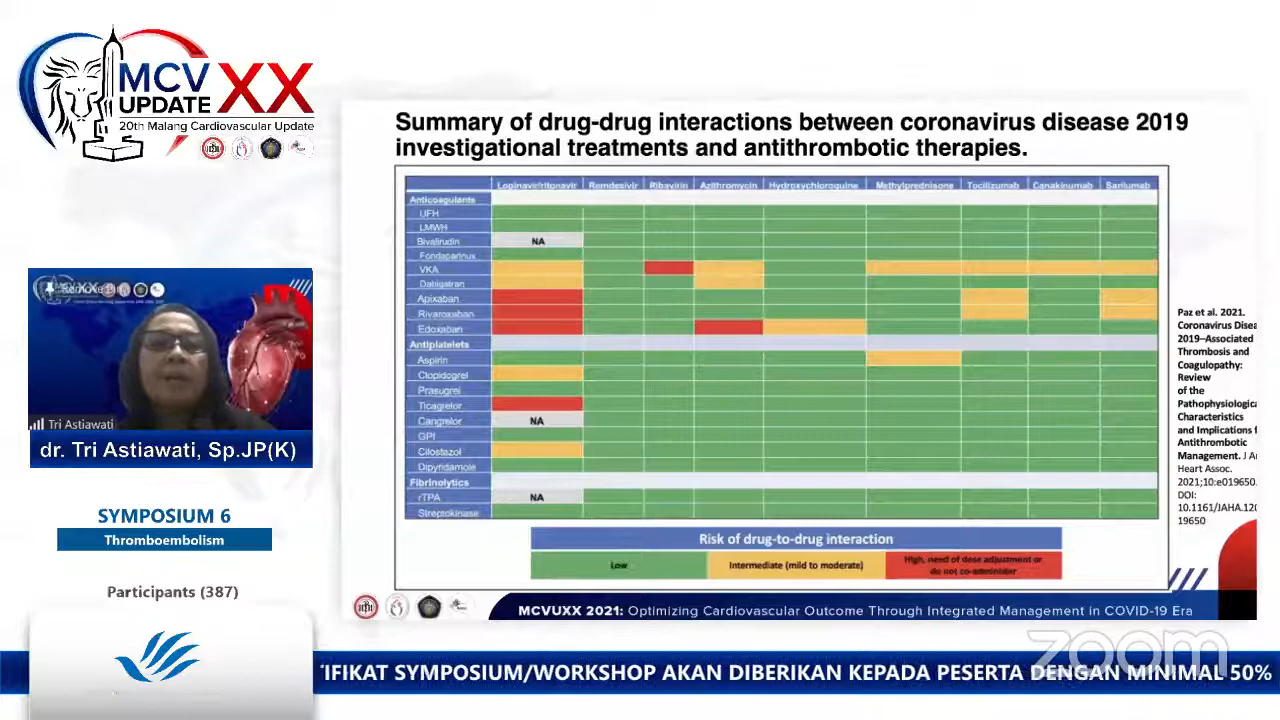 MCV XX
UPDATE
20th Malang Cardiovascular Update
Summary of drug-drug interactions between coronavirus disease 2019
investigational treatments and antithrombotic therapies.
Lopinavir/ritonavir Remdesivir Ribavirin Azithromycin Hydroxychloroquine Methylprednisone Tocilizumab Canakinumab Sarilumab
Anticoagulants
UFH
LMWH
Bivalirudin NA
Fondaparinux
VKA
Dabigatran
Apixaban
Rivaroxaban
Edoxaban
Antiplatelets
Aspirin
Clopidogrel
Prasugrel
Ticagrelor
Cangrelor NA
GPI
Cilostazol
Dipyridamole
Fibrinolytics
rTPA NA
Streptokinase
Risk of drug-to-drug interaction
Low
Intermediate (mild to moderate)
High, need of dose adjustment or
do not co-administer
Paz et al. 2021.
Coronavirus Disea
2019–Associated
Thrombosis and
Coagulopathy:
Review
of the
Pathophysiologica
Characteristics
and Implications f
Antithrombotic
Management. J A
Heart Assoc.
2021;10:e019650.
DOI:
10.1161/JAHA.120
19650
Tri Astiawati
dr. Tri Astiawati, Sp.JP(K)
SYMPOSIUM 6
Thromboembolism
Participants (387)
MCVUXX 2021: Optimizing Cardiovascular Outcome Through Integrated Management in COVID-19 Era
zoom
TIFIKAT SYMPOSIUM/WORKSHOP AKAN DIBERIKAN KEPADA PESERTA DENGAN MINIMAL 50%